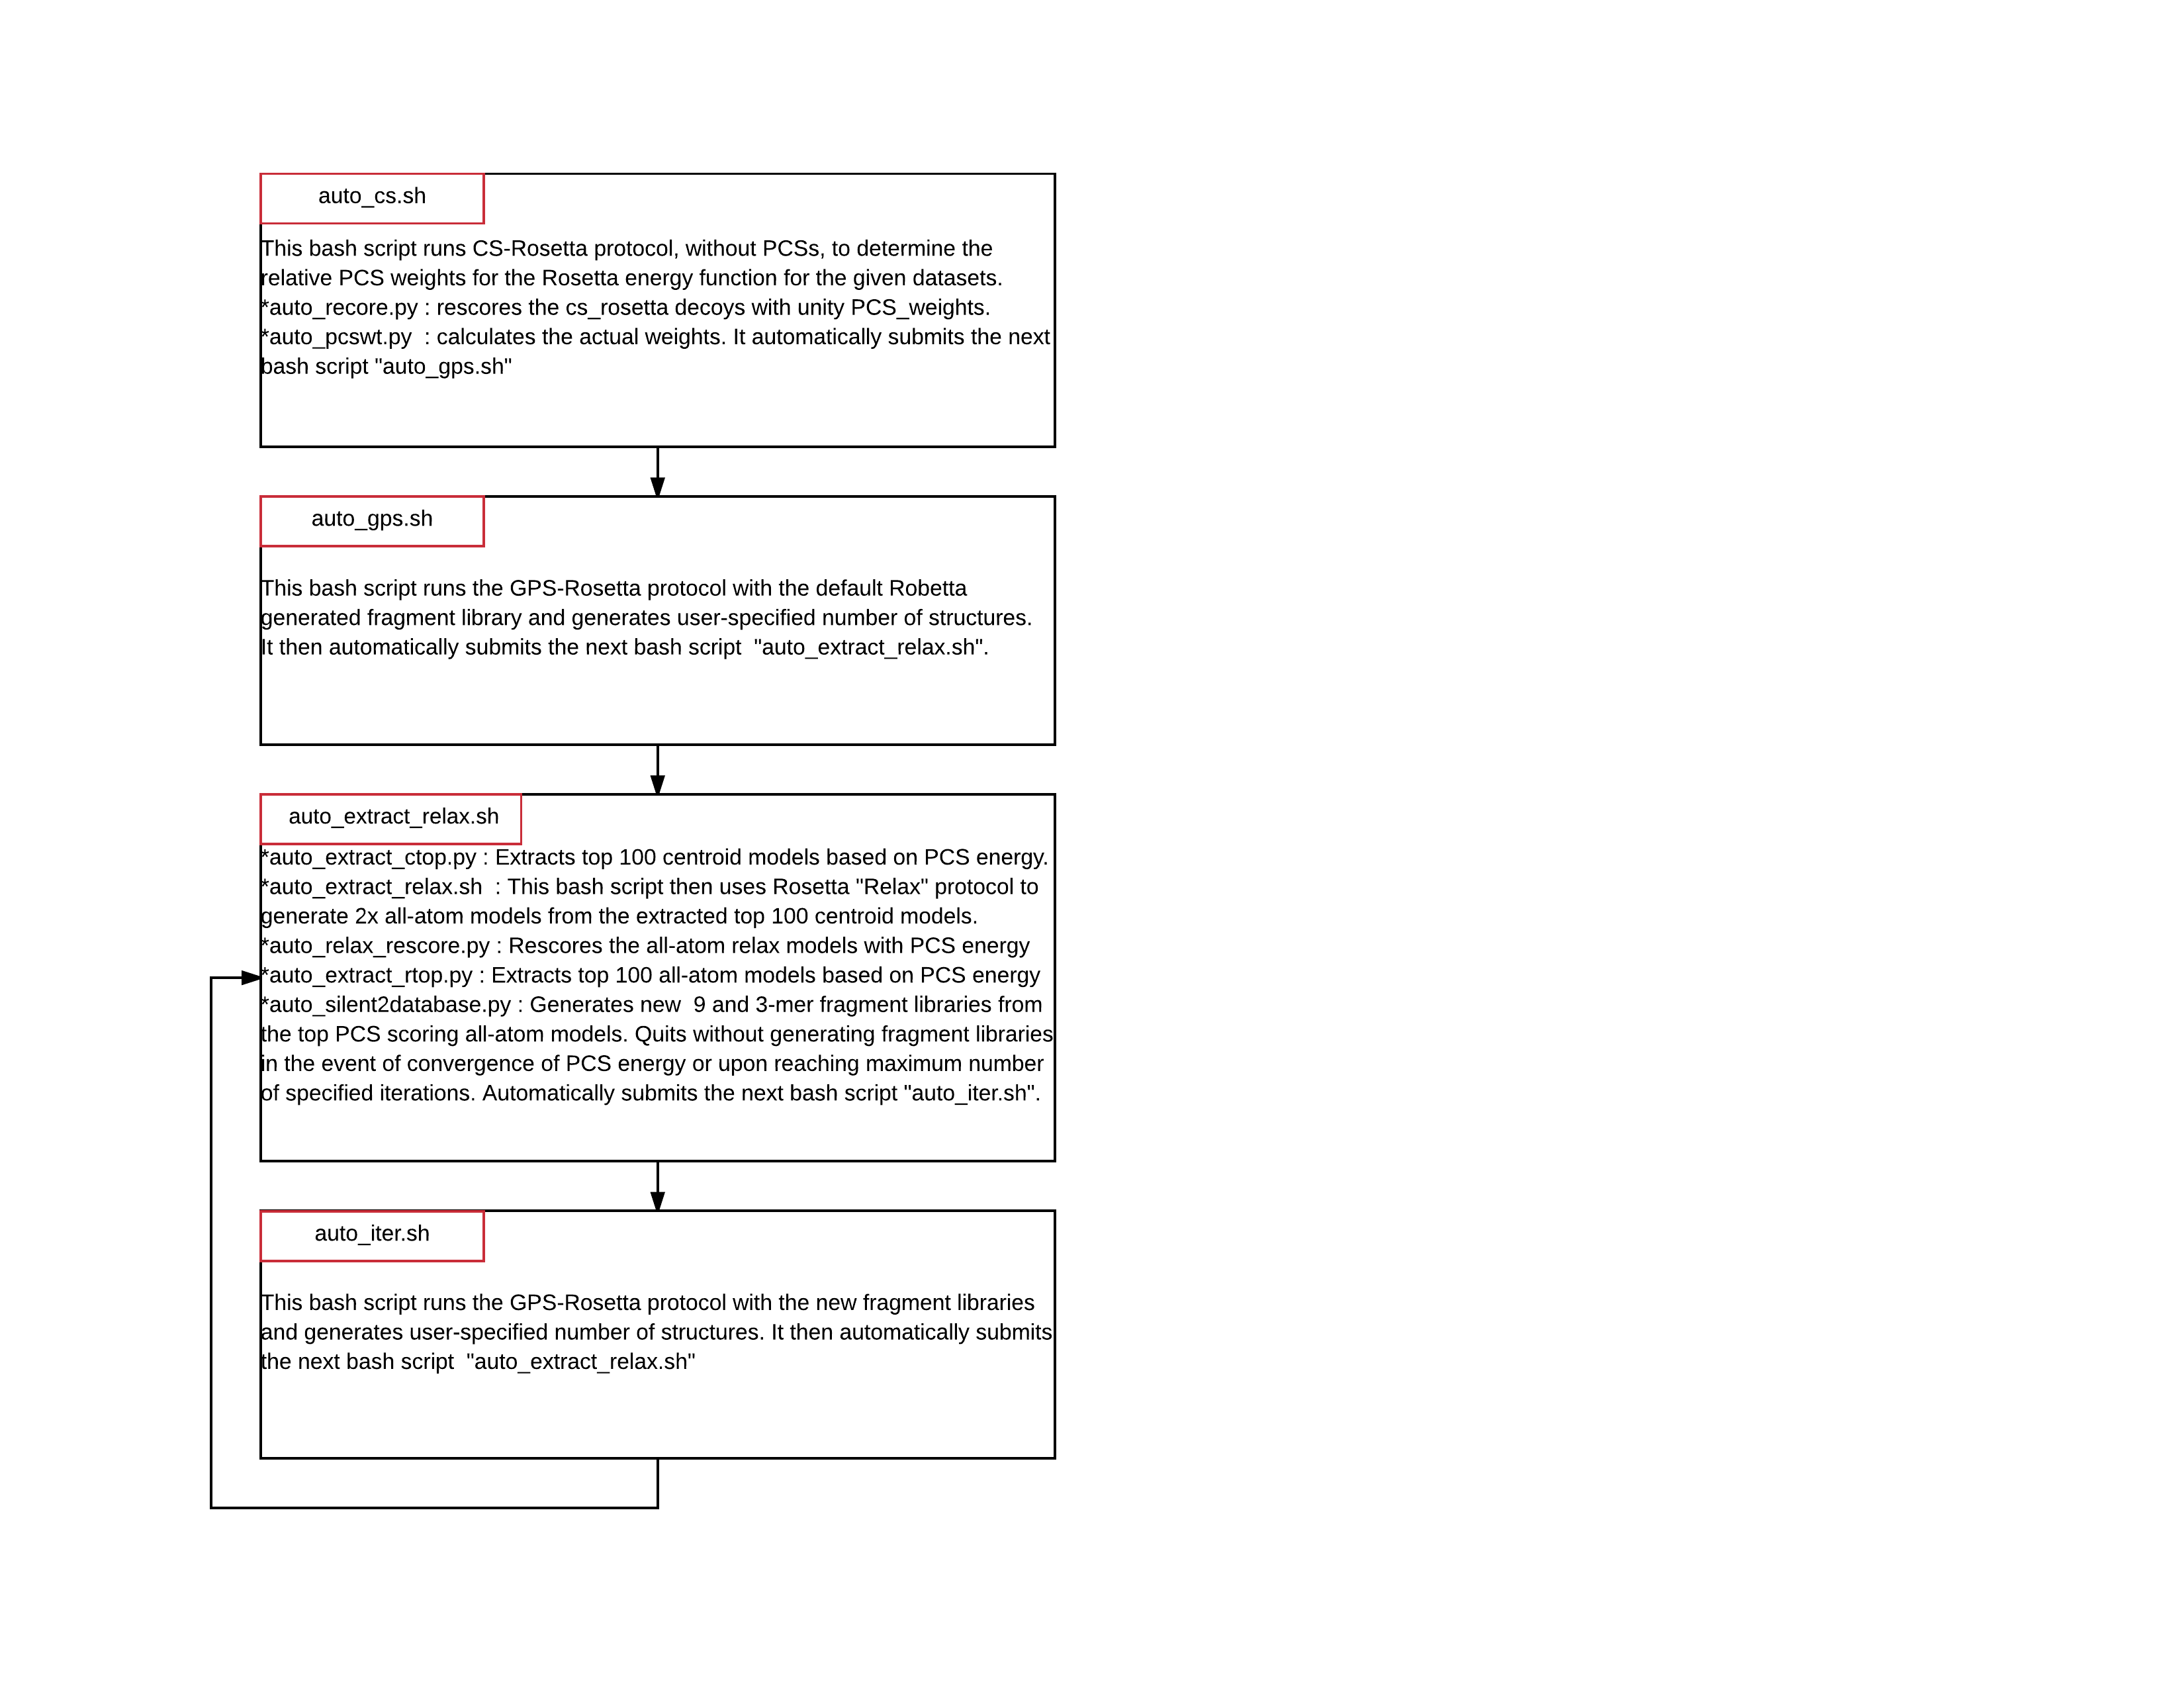 auto_cs.sh
This bash script runs CS-Rosetta protocol, without PCSs, to determine the
relative PCS weights for the Rosetta energy function for the given datasets.
*auto_recore.py : rescores the cs_rosetta decoys with unity PCS_weights.
*auto_pcswt.py  : calculates the actual weights. It automatically submits the next
bash script "auto_gps.sh"
auto_gps.sh
This bash script runs the GPS-Rosetta protocol with the default Robetta
generated fragment library and generates user-specified number of structures.
It then automatically submits the next bash script  "auto_extract_relax.sh".
auto_extract_relax.sh
*auto_extract_ctop.py : Extracts top 100 centroid models based on PCS energy.
*auto_extract_relax.sh  : This bash script then uses Rosetta "Relax" protocol to
generate 2x all-atom models from the extracted top 100 centroid models.
*auto_relax_rescore.py : Rescores the all-atom relax models with PCS energy
*auto_extract_rtop.py : Extracts top 100 all-atom models based on PCS energy
*auto_silent2database.py : Generates new  9 and 3-mer fragment libraries from
the top PCS scoring all-atom models. Quits without generating fragment libraries
in the event of convergence of PCS energy or upon reaching maximum number
of specified iterations. Automatically submits the next bash script "auto_iter.sh".
auto_iter.sh
This bash script runs the GPS-Rosetta protocol with the new fragment libraries
and generates user-specified number of structures. It then automatically submits
the next bash script  "auto_extract_relax.sh"